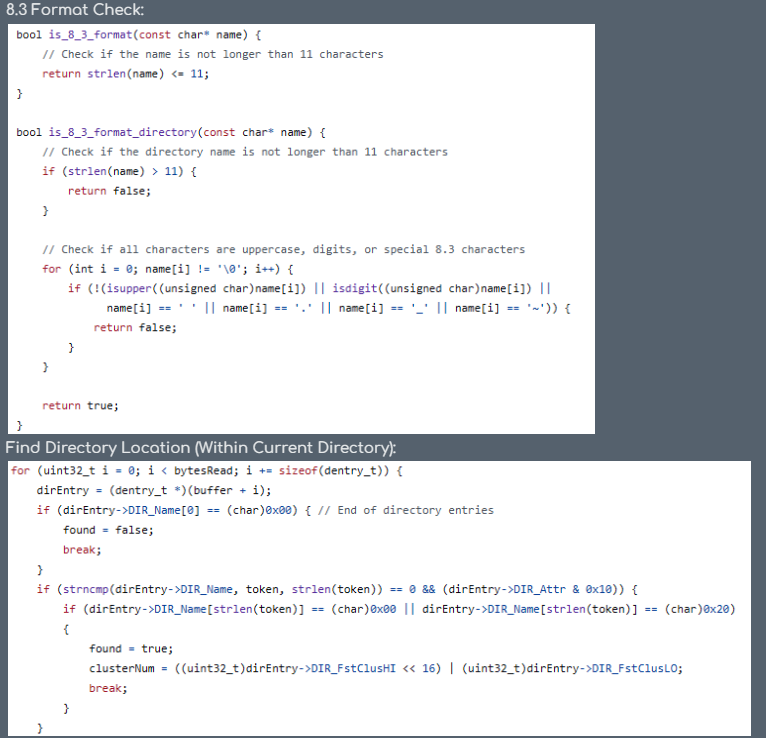 8.3 Format Check:
bool is_8_3_format(const char* name) {
    // Check if the name is not longer than 11 characters
    return strlen(name) <= 11;
}
bool is_8_3_format_directory(const char* name) {
    // Check if the directory name is not longer than 11 characters
    if (strlen(name) > 11) {
        return false;
    }
    // Check if all characters are uppercase, digits, or special 8.3 characters
    for (int i = 0; name[i] != '\0'; i++) {
        if (!(isupper((unsigned char)name[i]) || isdigit((unsigned char)name[i]) ||
              name[i] == ' ' || name[i] == '.' || name[i] == '_' || name[i] == '~')) {
            return false;
        }
    }
    return true;
}
Find Directory Location (Within Current Directory):
for (uint32_t i = 0; i < bytesRead; i += sizeof(dentry_t)) {
    dirEntry = (dentry_t *)(buffer + i);
    if (dirEntry->DIR_Name[0] == (char)0x00) { // End of directory entries
        found = false;
        break;
    }
    if (strncmp(dirEntry->DIR_Name, token, strlen(token)) == 0 && (dirEntry->DIR_Attr & 0x10)) {
        if (dirEntry->DIR_Name[strlen(token)] == (char)0x00 || dirEntry->DIR_Name[strlen(token)] == (char)0x20)
        {
            found = true;
            clusterNum = ((uint32_t)dirEntry->DIR_FstClusHI << 16) | (uint32_t)dirEntry->DIR_FstClusLO;
            break;
        }
    }